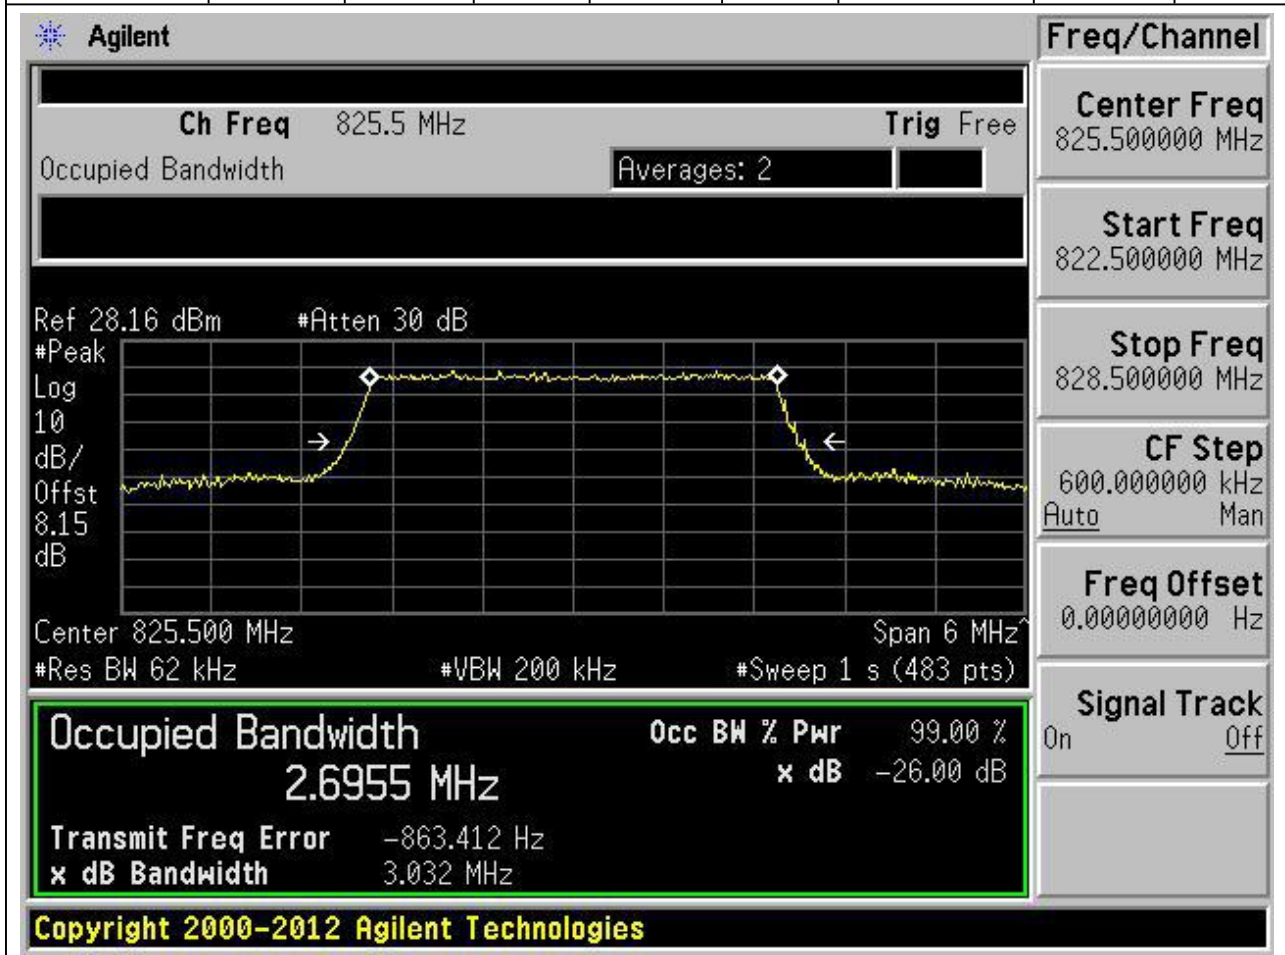 Agilent
Freq/Channel
Ch Freq 825.5 MHz Trig Free
Occupied Bandwidth Averages: 2
Center Freq
825.500000 MHz
Start Freq
822.500000 MHz
Stop Freq
828.500000 MHz
CF Step
600.000000 kHz
Auto Man
Freq Offset
0.00000000 Hz
Signal Track
On Off
Ref 28.16 dBm #Atten 30 dB
#Peak
Log
10
dB/
Offst
8.15
dB
Center 825.500 MHz Span 6 MHz^
#Res BW 62 kHz #VBW 200 kHz #Sweep 1 s (483 pts)
Occupied Bandwidth Occ BW % Pwr 99.00 %
2.6955 MHz x dB -26.00 dB
Transmit Freq Error -863.412 Hz
x dB Bandwidth 3.032 MHz
Copyright 2000-2012 Agilent Technologies